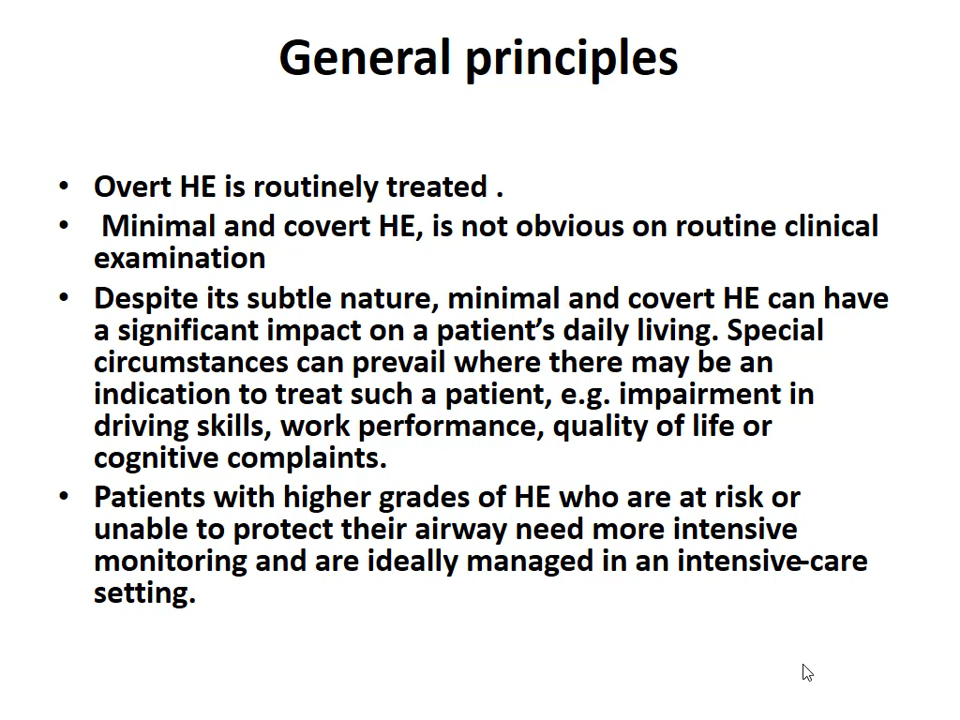 General principles
• Overt HE is routinely treated .
• Minimal and covert HE, is not obvious on routine clinical
examination
• Despite its subtle nature, minimal and covert HE can have
a significant impact on a patient’s daily living. Special
circumstances can prevail where there may be an
indication to treat such a patient, e.g. impairment in
driving skills, work performance, quality of life or
cognitive complaints.
• Patients with higher grades of HE who are at risk or
unable to protect their airway need more intensive
monitoring and are ideally managed in an intensive-care
setting.